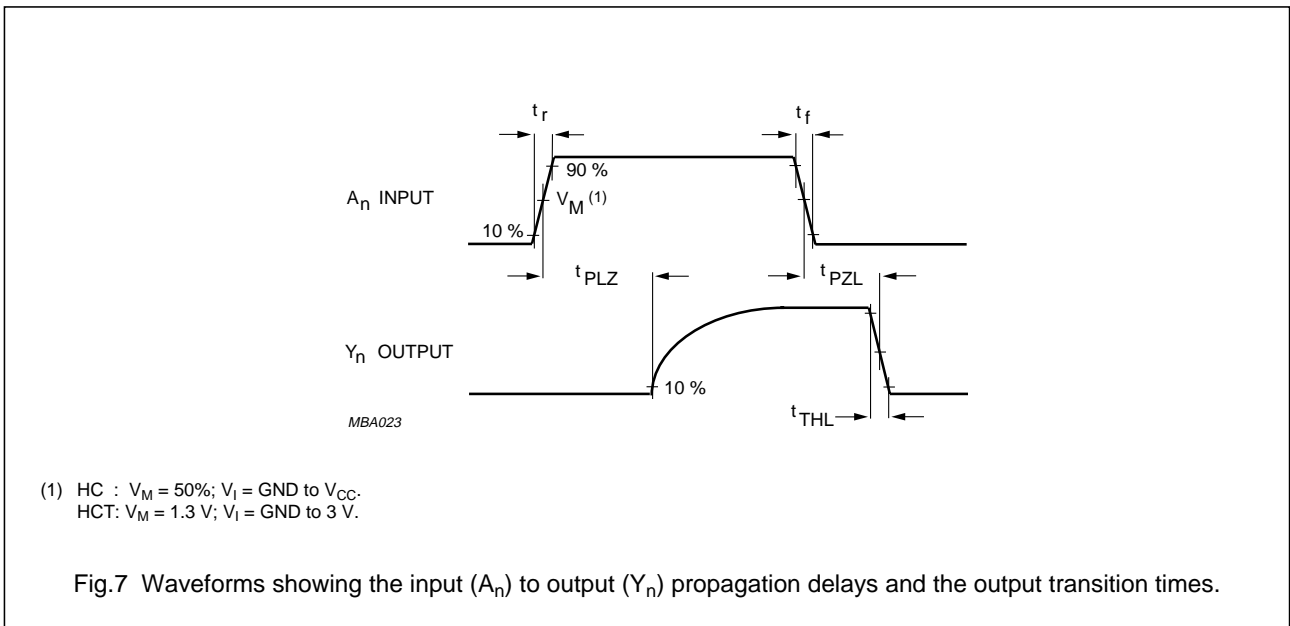 t r
t f
90 %
A n INPUT
V M (1)
10 %
t PLZ
t PZL
Y n OUTPUT
10 %
t THL
MBA023
(1) HC : V M = 50%; V I = GND to V CC.
HCT: V M = 1.3 V; V I = GND to 3 V.
Fig.7 Waveforms showing the input (A n) to output (Y n) propagation delays and the output transition times.